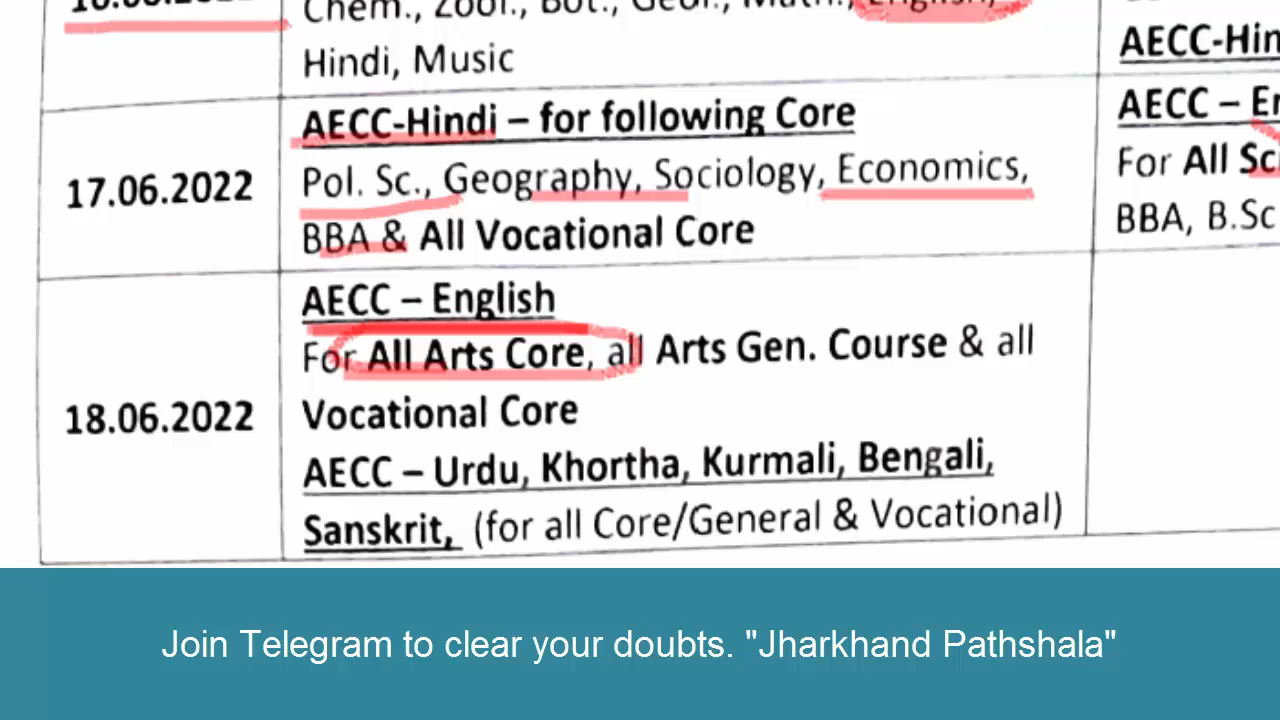 Chem., Zool., Bot., Geol., Math., English,
Hindi, Music
AECC-Hin
17.06.2022
AECC-Hindi – for following Core
Pol. Sc., Geography, Sociology, Economics,
BBA & All Vocational Core
AECC – En
For All Sci
BBA, B.Sc
18.06.2022
AECC – English
For All Arts Core, all Arts Gen. Course & all
Vocational Core
AECC – Urdu, Khortha, Kurmali, Bengali,
Sanskrit, (for all Core/General & Vocational)
Join Telegram to clear your doubts. "Jharkhand Pathshala"